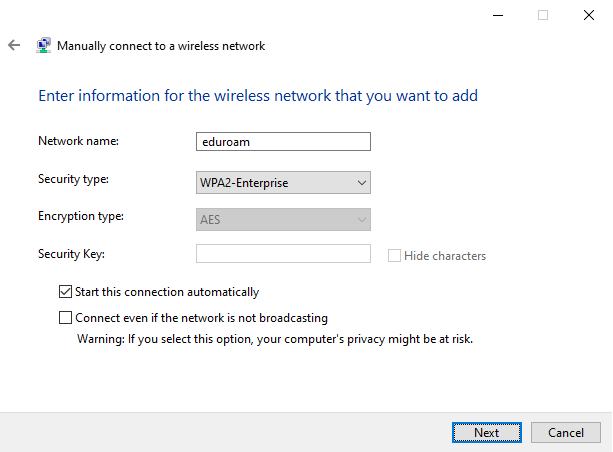 Manually connect to a wireless network
Enter information for the wireless network that you want to add
Network name: eduroam
Security type: WPA2-Enterprise
Encryption type: AES
Security Key: Hide characters
Start this connection automatically
Connect even if the network is not broadcasting
Warning: If you select this option, your computer's privacy might be at risk.
Next Cancel